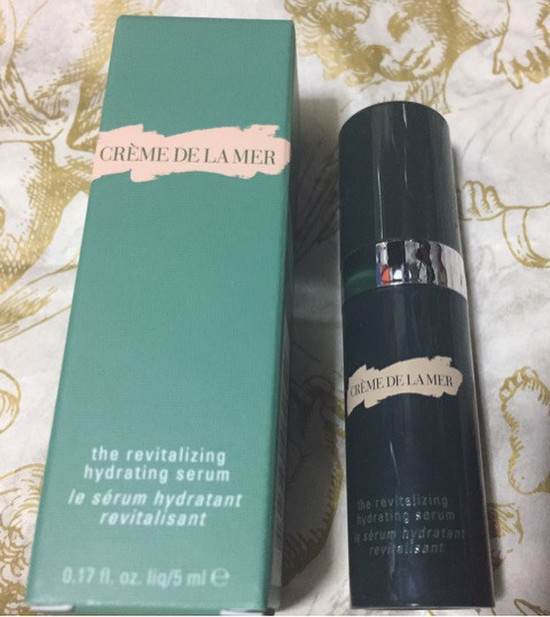 CRÈME DE LA MER
the revitalizing
hydrating serum
le sérum hydratant
revitalisant
0.17 fl. oz. liq/5 ml ℮
CRÈME DE LA MER
the revitalizing
hydrating serum
le sérum hydratant
revitalisant